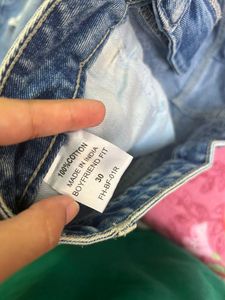 100%COTTON
MADE IN INDIA
BOYFRIEND FIT
30
FH-BF-01R